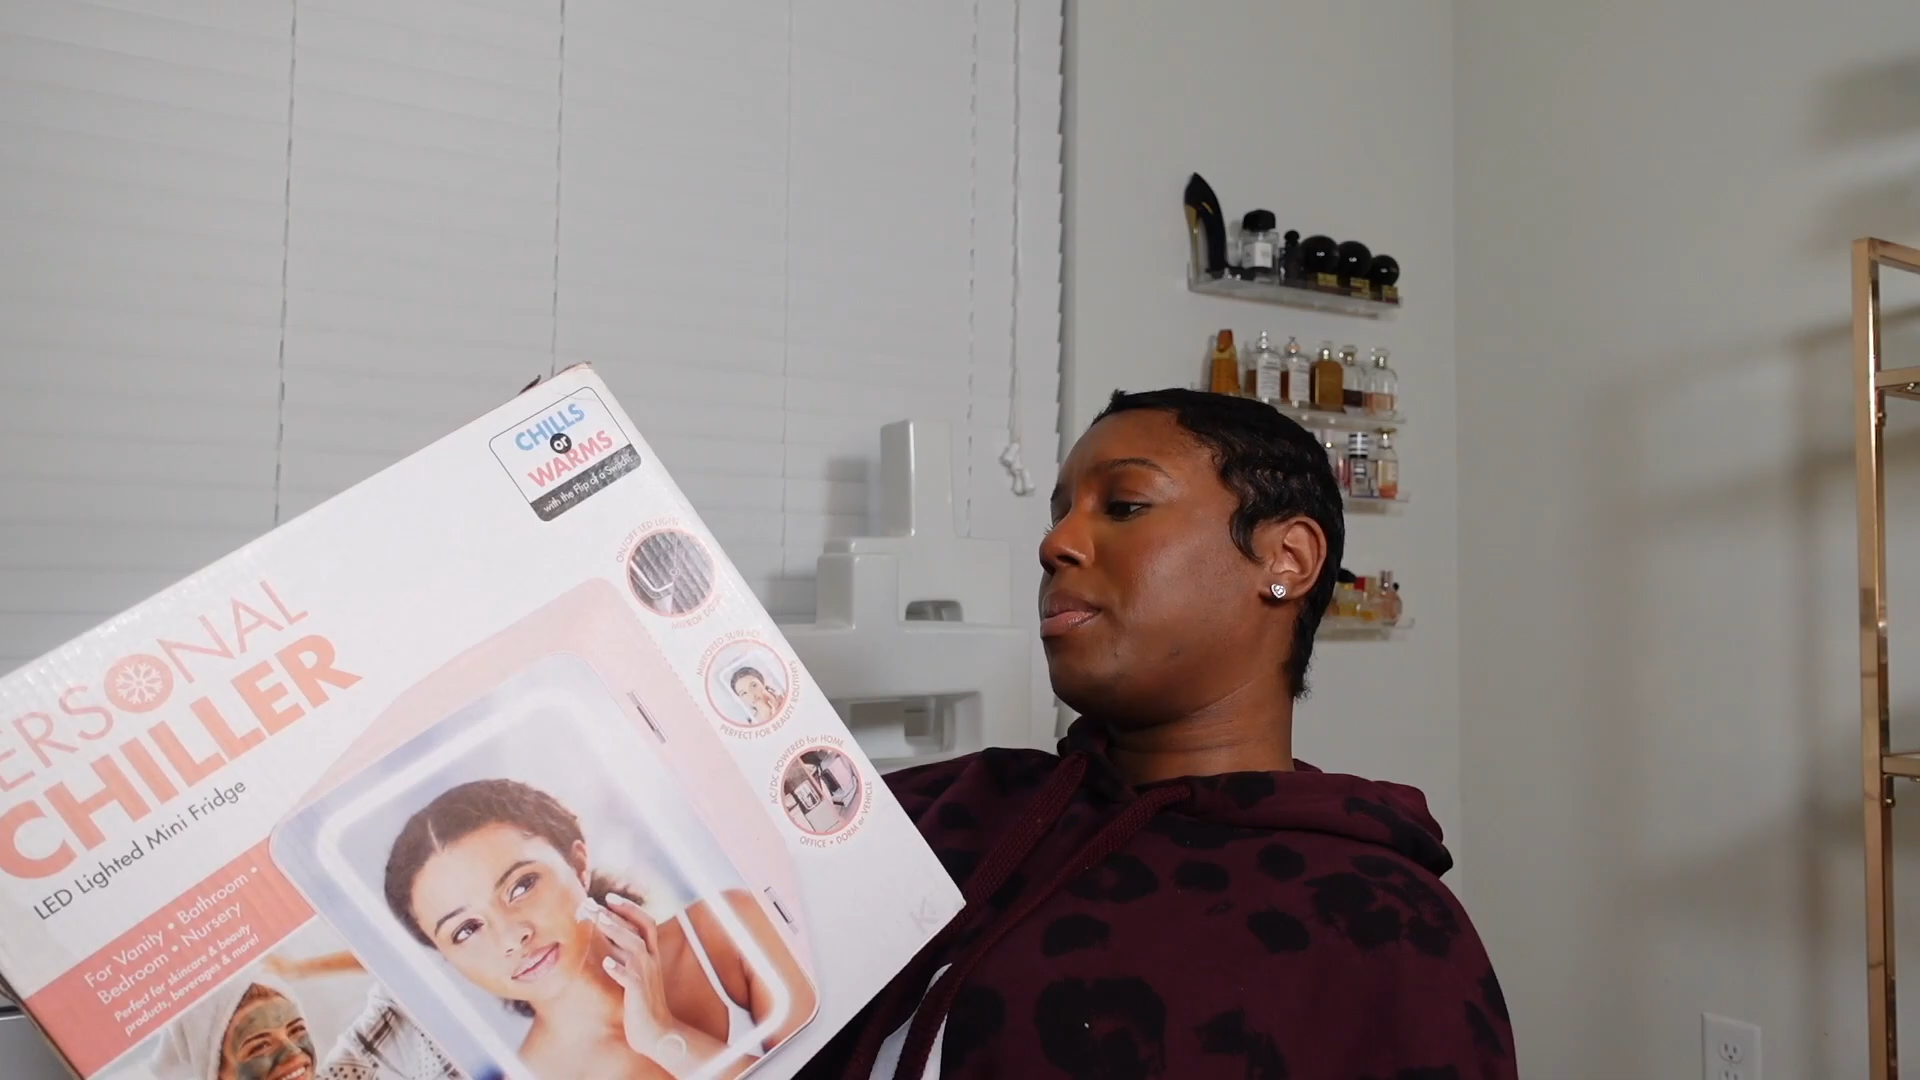 CHILLS
or
WARMS
with the Flip of a Switch
ERSONAL
CHILLER
LED Lighted Mini Fridge
For Vanity • Bathroom •
Bedroom • Nursery
Perfect for skincare & beauty
products, beverages & more!
ON/OFF LED LIGHT
MIRROR DOOR
MIRRORED SURFACE
PERFECT FOR BEAUTY ROUTINES
AC/DC POWERED for HOME
OFFICE • DORM or VEHICLE